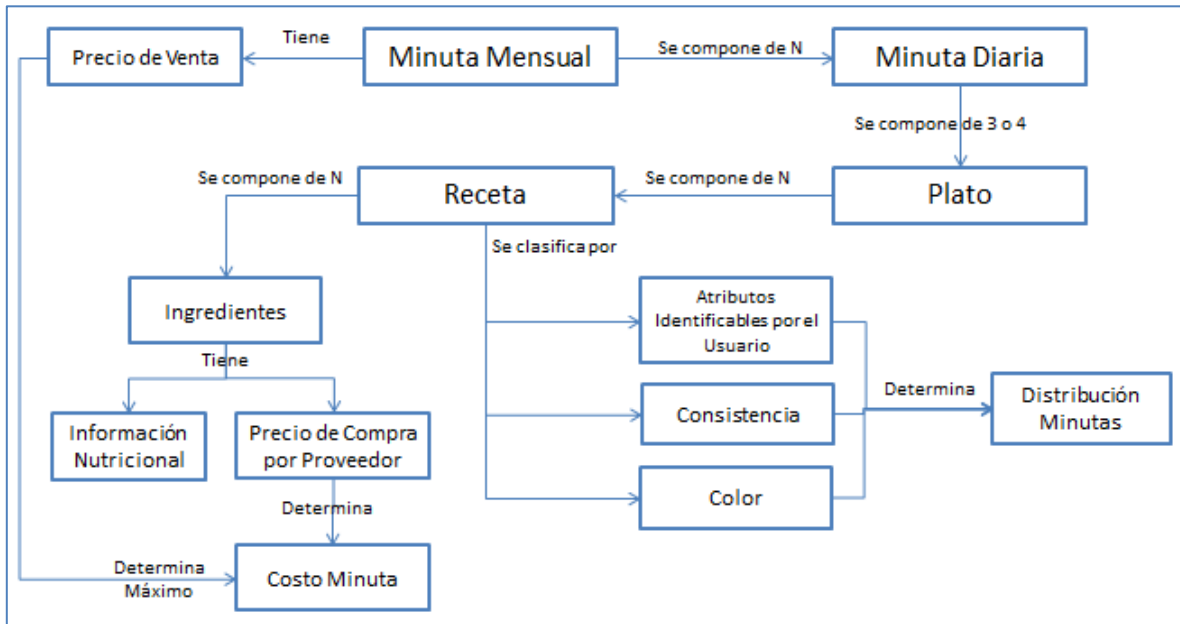 Precio de Venta
Tiene
Minuta Mensual
Se compone de N
Minuta Diaria
Se compone de 3 o 4
Se compone de N
Receta
Se compone de N
Plato
Se clasifica por
Ingredientes
Tiene
Información
Nutricional
Precio de Compra
por Proveedor
Determina
Determina
Máximo
Costo Minuta
Atributos
Identificables por el
Usuario
Consistencia
Color
Determina
Distribución
Minutas